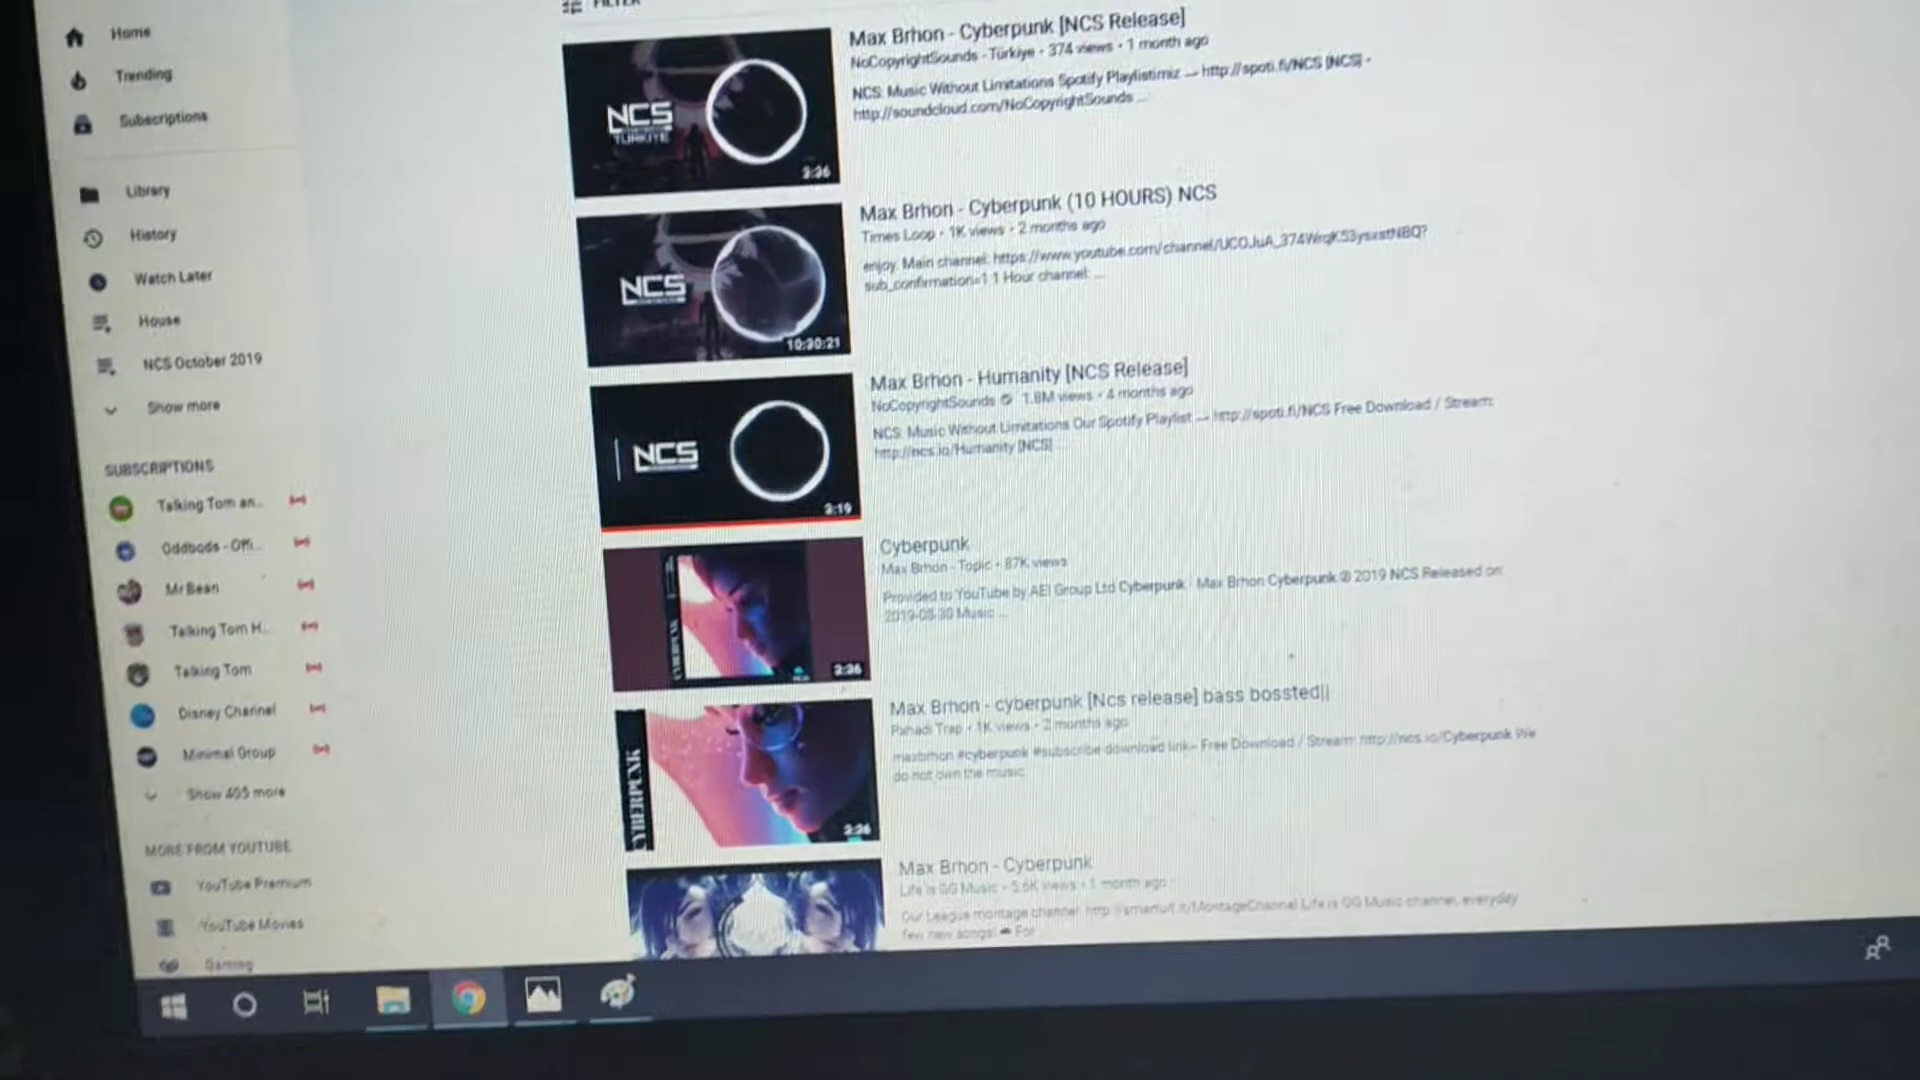 Home
Trending
Subscriptions
Library
History
Watch Later
House
NCS October 2019
Show more
SUBSCRIPTIONS
Talking Tom an...
Oddbods - Offi...
Mr Bean
Talking Tom H...
Talking Tom
Disney Channel
Minimal Group
Show 405 more
MORE FROM YOUTUBE
YouTube Premium
YouTube Movies
Gaming
FILTER
NCS
TÜRKİYE
Max Brhon - Cyberpunk [NCS Release]
NoCopyrightSounds - Türkiye • 374 views • 1 month ago
NCS: Music Without Limitations Spotify Playlistimiz → http://spoti.fi/NCS [NCS] -
http://soundcloud.com/NoCopyrightSounds ...
NCS
10:30:21
Max Brhon - Cyberpunk (10 HOURS) NCS
Times Loop • 1K views • 2 months ago
enjoy. Main channel: https://www.youtube.com/channel/
sub_confirmation=1 1 Hour channel: ...
NCS
3:19
Max Brhon - Humanity [NCS Release]
NoCopyrightSounds 1.8M views • 4 months ago
NCS: Music Without Limitations Our Spotify Playlist → http://spoti.fi/NCS Free Download / Stream:
http://ncs.io/Humanity [NCS] ...
CYBERPUNK
Cyberpunk
Max Brhon - Topic • 87K views
Provided to YouTube by AEI Group Ltd Cyberpunk · Max Brhon Cyberpunk ℗ 2019 NCS Released on:
2019-08-30 Music ...
CYBERPUNK
Max Brhon - cyberpunk [Ncs release] bass bossted||
Pahadi Trap • 1K views • 2 months ago
maxbrhon #cyberpunk #subscribe download link:- Free Download / Stream: http://ncs.io/Cyberpunk We
do not own the music.
Max Brhon - Cyberpunk
Life is GG Music • 5.6K views • 1 month ago
Our League montage channel: http://smarturl.it/MontageChannel Life is GG Music channel, everyday
few new songs! For ...